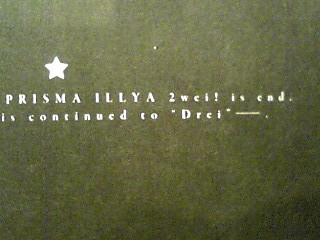 PRISMA ILLYA 2wei! is end.
is continued to "Drei"——.